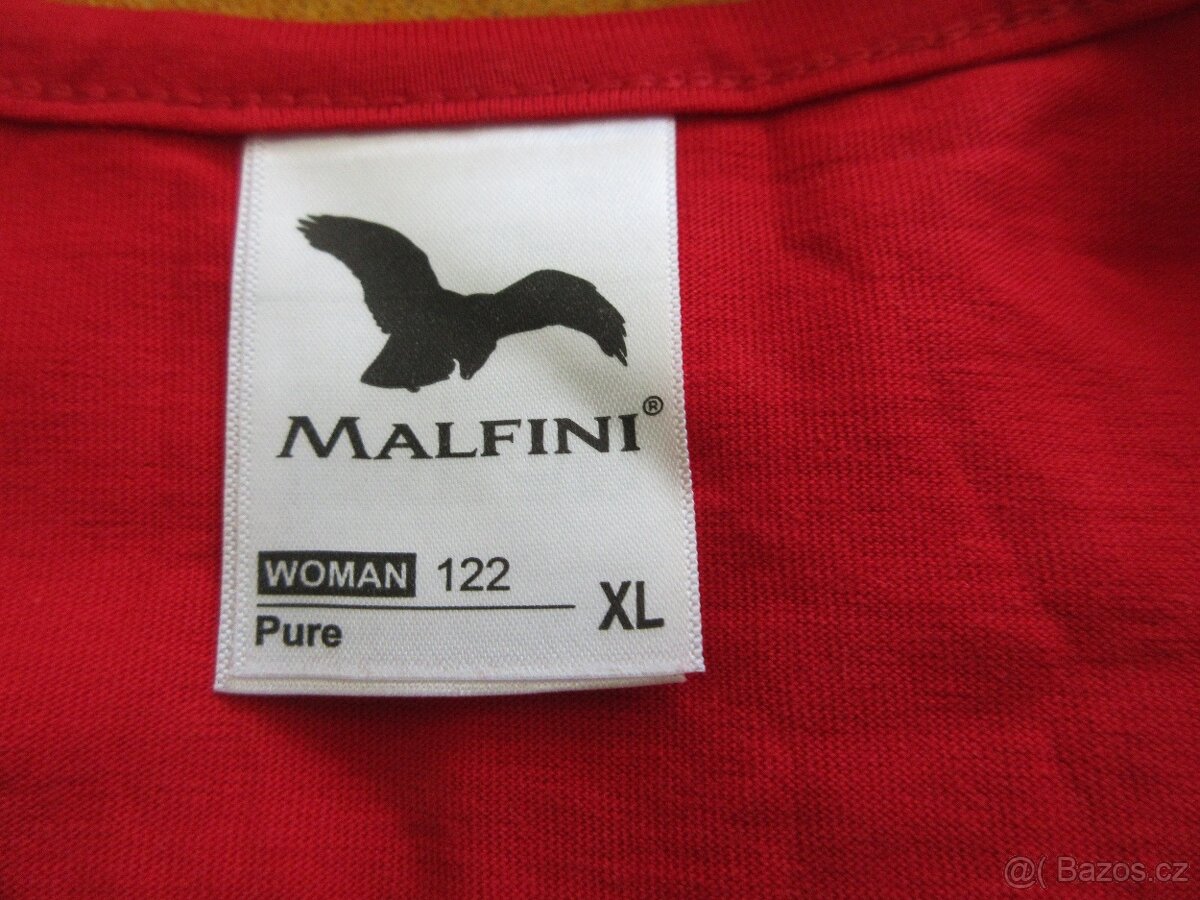 MALFINI®
WOMAN 122
Pure
XL
@( Bazos.cz